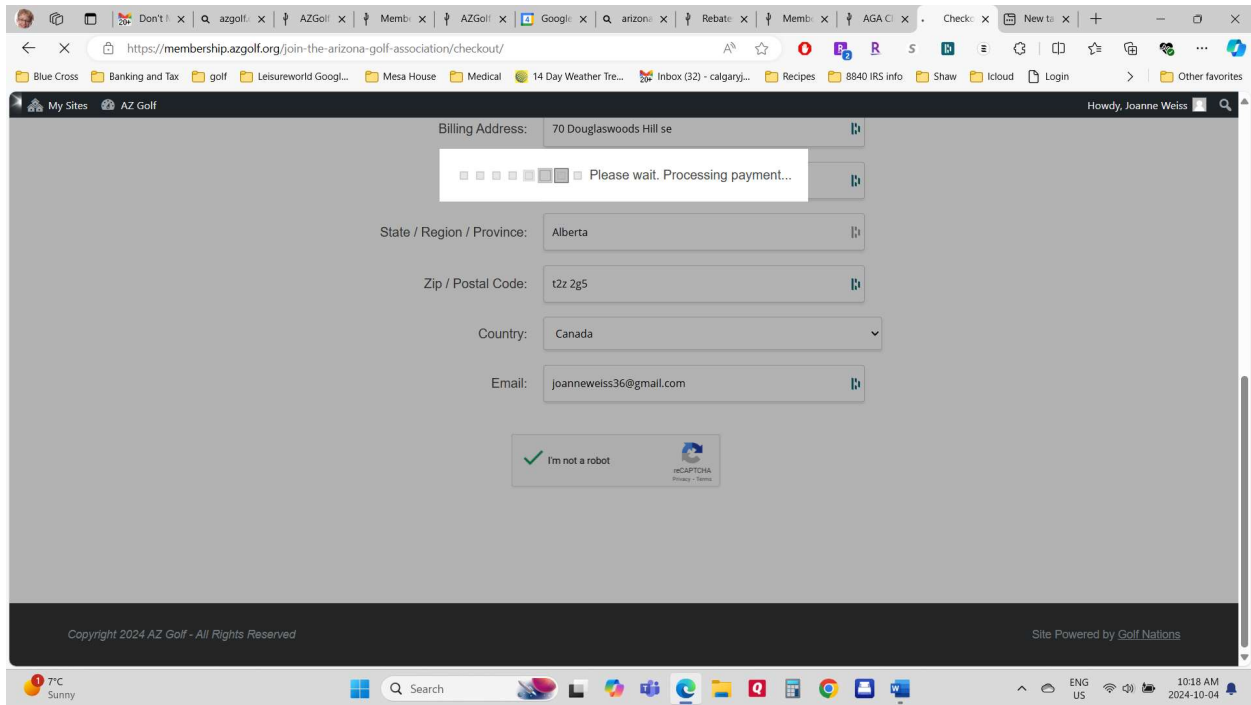 Don't
azgolf.
AZGolf
Membe
AZGolf
Google
arizona
Rebate
Membe
AGA Cl
Checko
New ta
https://membership.azgolf.org/join-the-arizona-golf-association/checkout/
Blue Cross
Banking and Tax
golf
Leisureworld Googl...
Mesa House
Medical
14 Day Weather Tre...
Inbox (32) - calgaryj...
Recipes
8840 IRS info
Shaw
Icloud
Login
Other favorites
My Sites
AZ Golf
Howdy, Joanne Weiss
Billing Address:
70 Douglaswoods Hill se
Please wait. Processing payment...
State / Region / Province:
Alberta
Zip / Postal Code:
t2z 2g5
Country:
Canada
Email:
joanneweiss36@gmail.com
I'm not a robot
reCAPTCHA
Privacy - Terms
Copyright 2024 AZ Golf - All Rights Reserved
Site Powered by Golf Nations
1
7°C
Sunny
Search
ENG
US
10:18 AM
2024-10-04